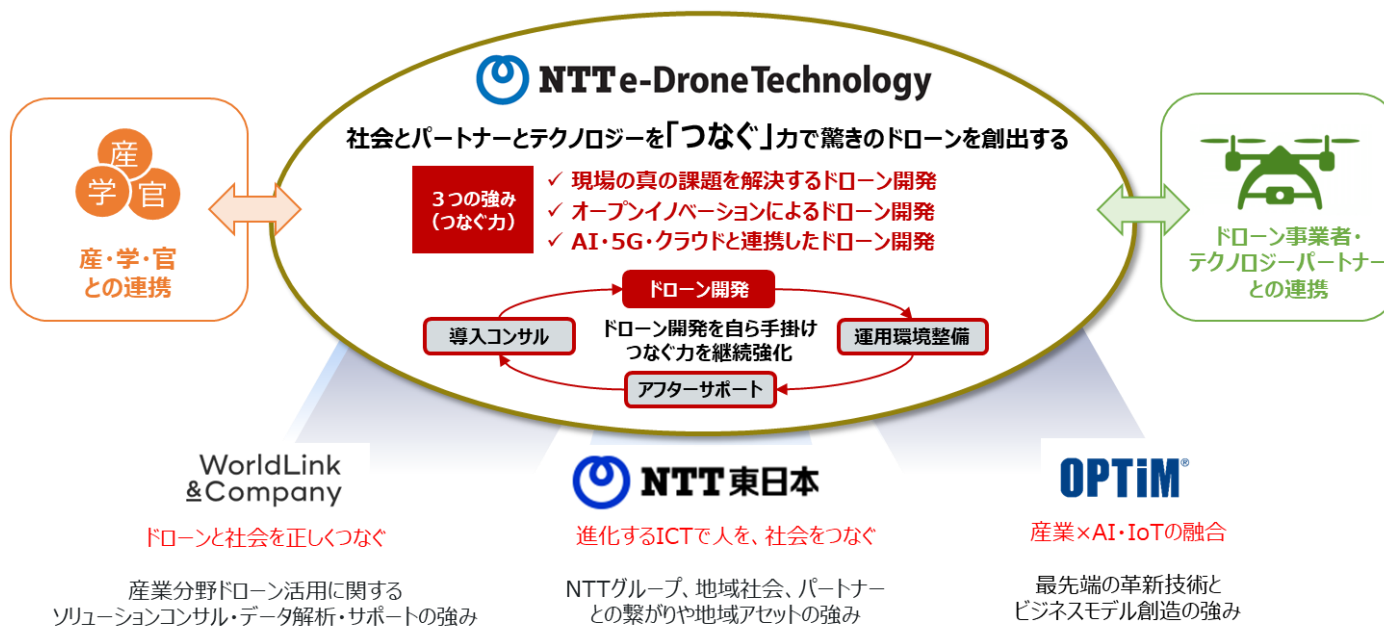 NTT e-Drone Technology
社会とパートナーとテクノロジーを「つなぐ」力で驚きのドローンを創出する
３つの強み
（つなぐ力）
✓ 現場の真の課題を解決するドローン開発
✓ オープンイノベーションによるドローン開発
✓ AI・5G・クラウドと連携したドローン開発
産
学 官
産・学・官
との連携
ドローン事業者・
テクノロジーパートナー
との連携
ドローン開発
導入コンサル
ドローン開発を自ら手掛け
つなぐ力を継続強化
運用環境整備
アフターサポート
WorldLink
&Company
ドローンと社会を正しくつなぐ
産業分野ドローン活用に関する
ソリューションコンサル・データ解析・サポートの強み
NTT東日本
進化するICTで人を、社会をつなぐ
NTTグループ、地域社会、パートナー
との繋がりや地域アセットの強み
OPTiM®
産業×AI・IoTの融合
最先端の革新技術と
ビジネスモデル創造の強み